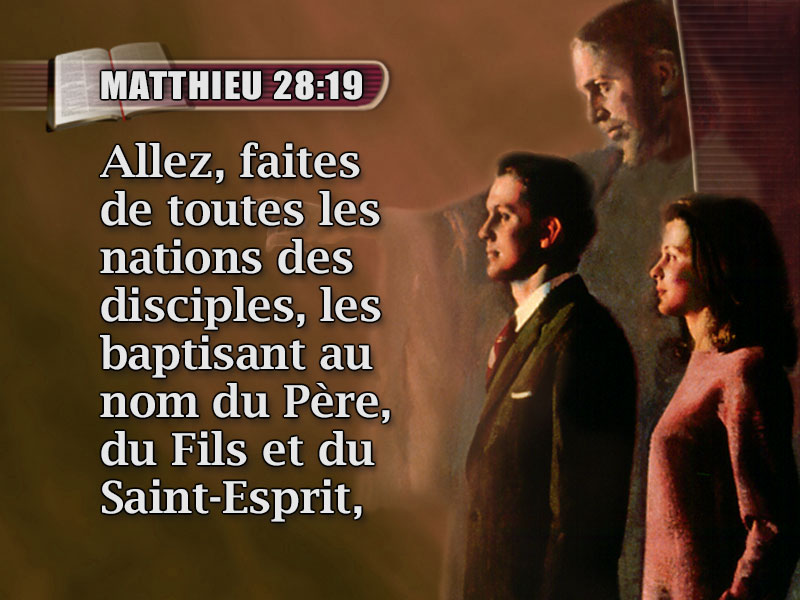 MATTHIEU 28:19
Allez, faites
de toutes les
nations des
disciples, les
baptisant au
nom du Père,
du Fils et du
Saint-Esprit,